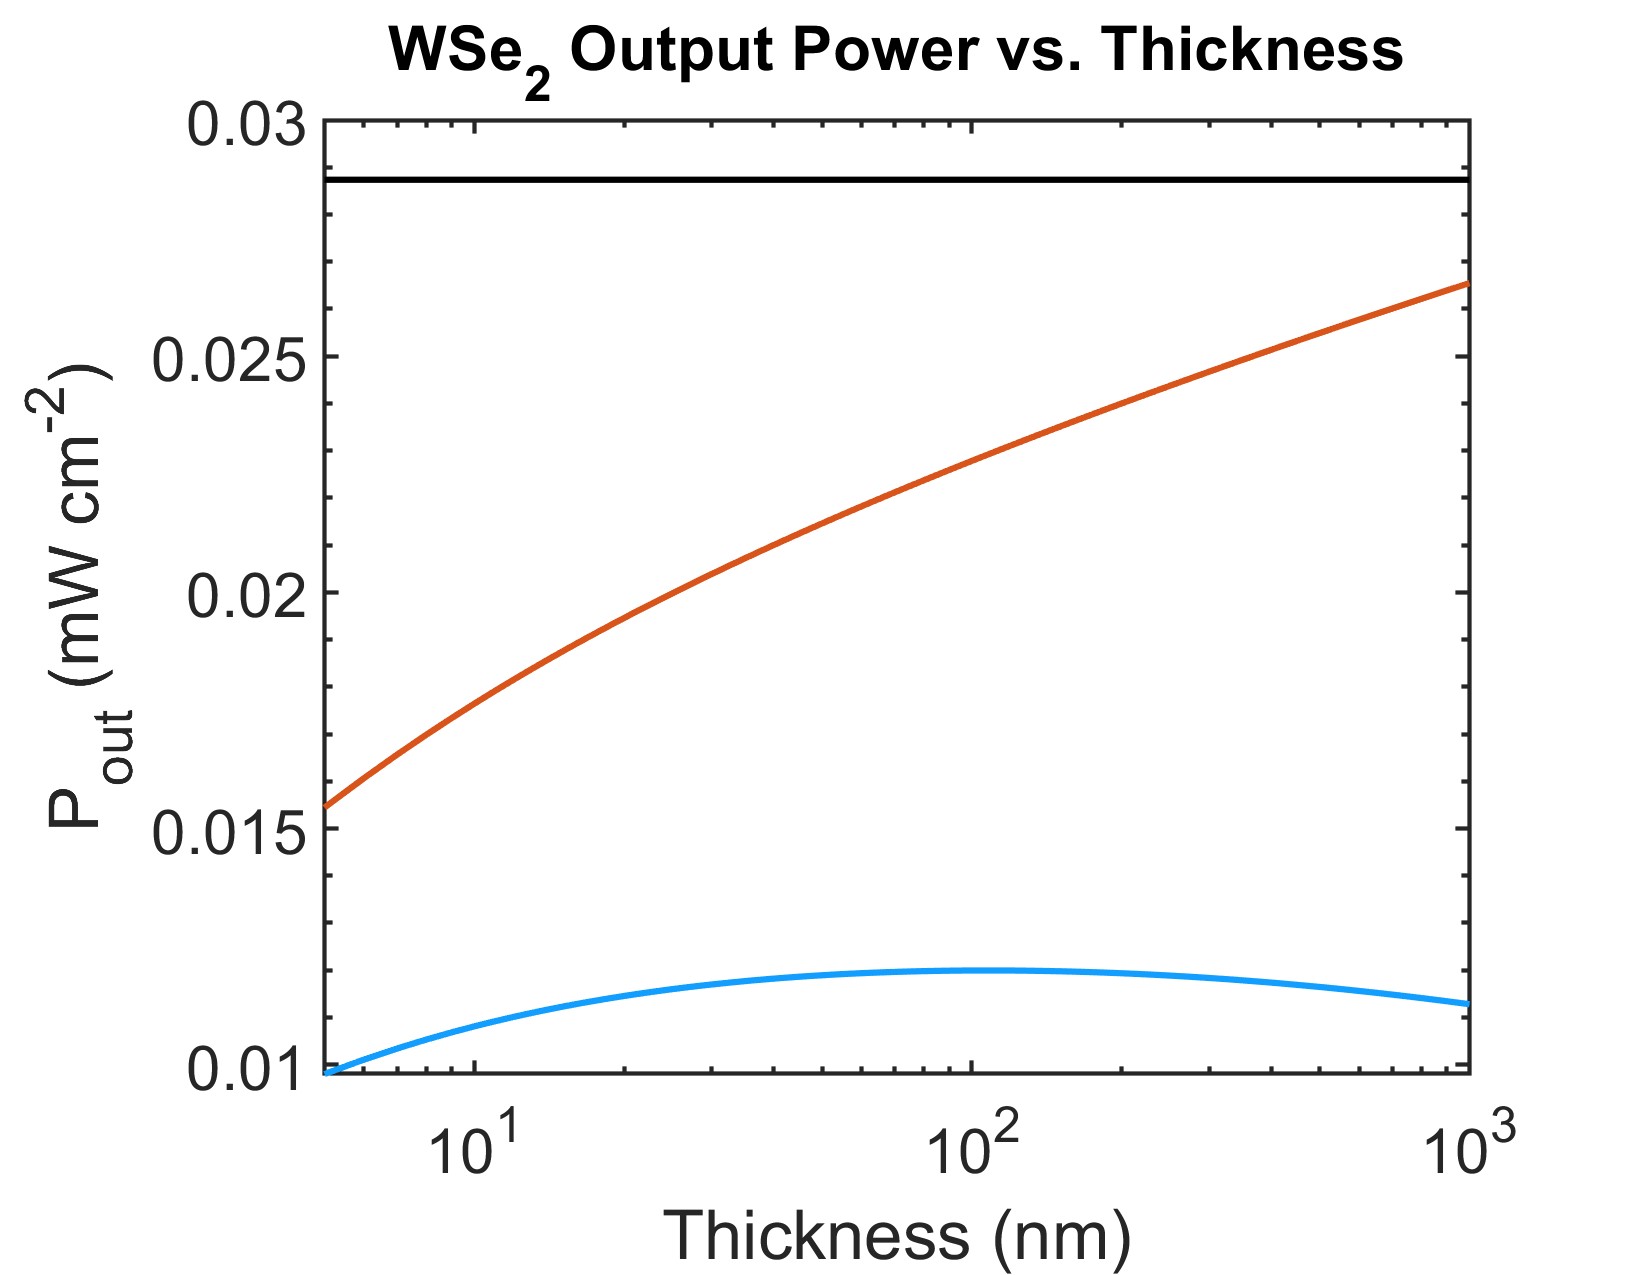 WSe₂ Output Power vs. Thickness
0.03
0.025
0.02
0.015
0.01
P_out (mW cm⁻²)
10¹ 10² 10³
Thickness (nm)